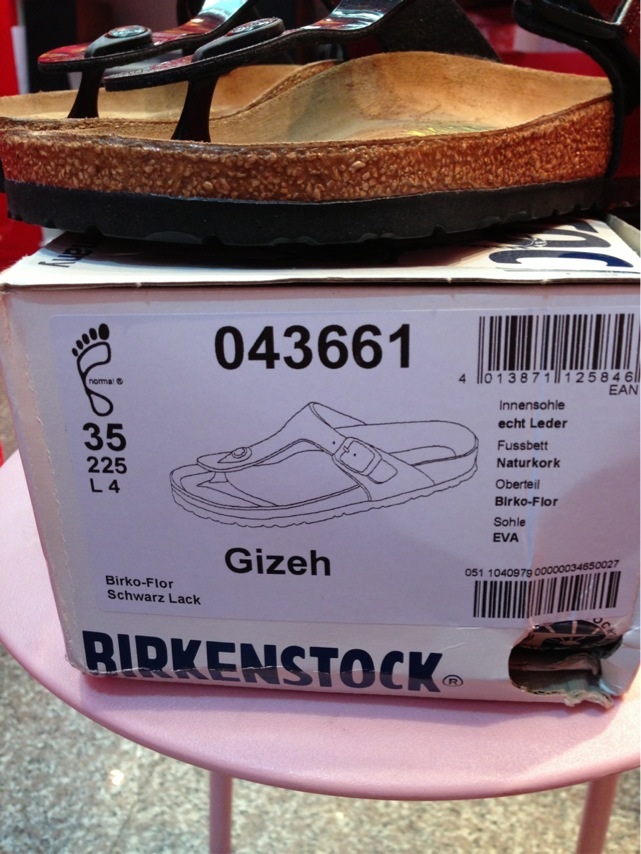 043661
normal
35
225
L 4
4 013871 125846
EAN
Innensohle
echt Leder
Fussbett
Naturkork
Oberteil
Birko-Flor
Sohle
EVA
Gizeh
Birko-Flor
Schwarz Lack
051 1040979 0000034650027
BIRKENSTOCK®